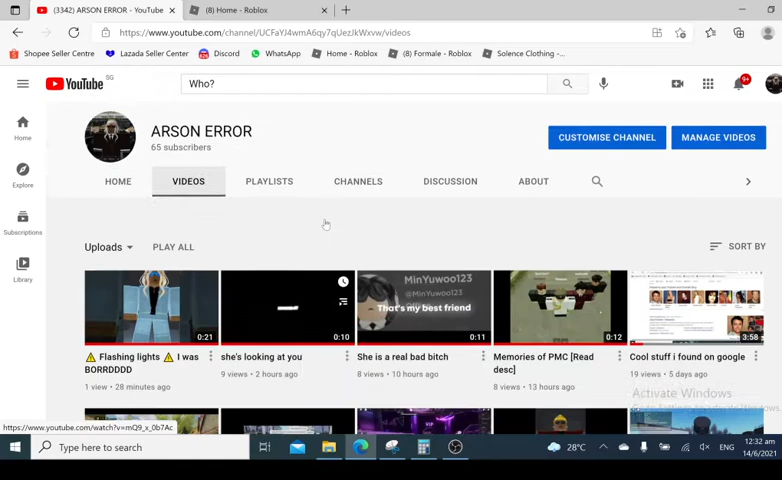 (3342) ARSON ERROR - YouTube
(8) Home - Roblox
https://www.youtube.com/channel/UCFaYJ4wmA6qy7qUezJkWxvw/videos
Shopee Seller Centre
Lazada Seller Center
Discord
WhatsApp
Home - Roblox
(8) Formale - Roblox
Solence Clothing -...
YouTube SG
Who?
9+
ARSON ERROR
65 subscribers
CUSTOMISE CHANNEL
MANAGE VIDEOS
Home
Explore
Subscriptions
Library
HOME
VIDEOS
PLAYLISTS
CHANNELS
DISCUSSION
ABOUT
Uploads
PLAY ALL
SORT BY
0:21
0:10
MinYuwoo123
That's my best friend
0:11
0:12
3:58
⚠ Flashing lights ⚠ I was
BORRDDDD
1 view • 28 minutes ago
she's looking at you
9 views • 2 hours ago
She is a real bad bitch
8 views • 10 hours ago
Memories of PMC [Read
desc]
8 views • 13 hours ago
Cool stuff i found on google
19 views • 5 days ago
Activate Windows
VIP
https://www.youtube.com/watch?v=mQ9_x_0b7Ac
Type here to search
28°C
ENG
12:32 am
14/6/2021